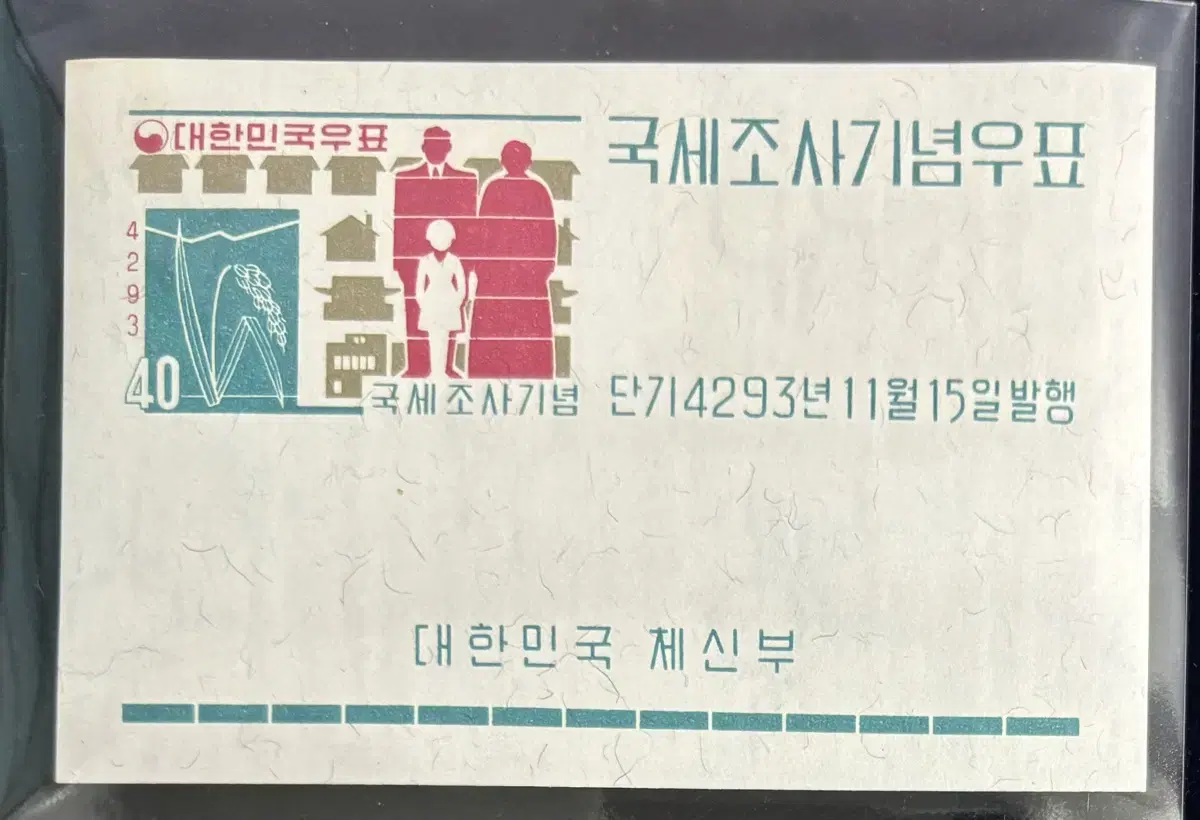 대한민국우표
4
2
9
3
40
국세조사기념
국세조사기념우표
단기4293년11월15일발행
대한민국 체신부